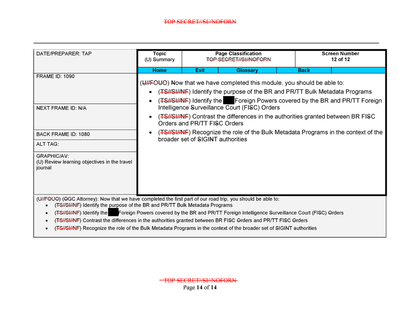 TOP SECRET//SI//NOFORN
DATE/PREPARER: TAP
Topic
(U) Summary
Page Classification
TOP SECRET//SI//NOFORN
Screen Number
12 of 12
Home Exit Glossary Back
FRAME ID: 1090
NEXT FRAME ID: N/A
BACK FRAME ID: 1080
ALT TAG:
GRAPHIC/AV:
(U) Review learning objectives in the travel
journal
(U//FOUO) Now that we have completed this module, you should be able to:
• (TS//SI//NF) Identify the purpose of the BR and PR/TT Bulk Metadata Programs
• (TS//SI//NF) Identify the Foreign Powers covered by the BR and PR/TT Foreign
Intelligence Surveillance Court (FISC) Orders
• (TS//SI//NF) Contrast the differences in the authorities granted between BR FISC
Orders and PR/TT FISC Orders
• (TS//SI//NF) Recognize the role of the Bulk Metadata Programs in the context of the
broader set of SIGINT authorities
(U//FOUO) (OGC Attorney): Now that we have completed the first part of our road trip, you should be able to:
• (TS//SI//NF) Identify the purpose of the BR and PR/TT Bulk Metadata Programs
• (TS//SI//NF) Identify the Foreign Powers covered by the BR and PR/TT Foreign Intelligence Surveillance Court (FISC) Orders
• (TS//SI//NF) Contrast the differences in the authorities granted between BR FISC Orders and PR/TT FISC Orders
• (TS//SI//NF) Recognize the role of the Bulk Metadata Programs in the context of the broader set of SIGINT authorities
TOP SECRET//SI//NOFORN
Page 14 of 14